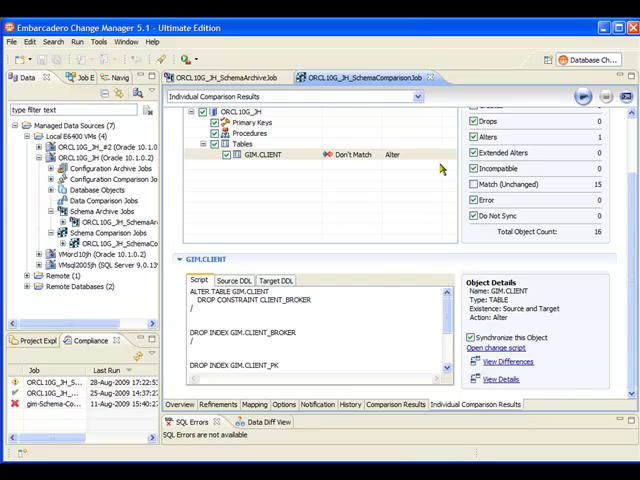 Embarcadero Change Manager 5.1 - Ultimate Edition
File Edit Search Run Tools Window Help
Database Ch...
Data
Job E
Navig
ORCL10G_JH_SchemaArchiveJob
ORCL10G_JH_SchemaComparisonJob
Individual Comparison Results
type filter text
Managed Data Sources (7)
Local E6400 VMs (4)
ORCL10G_JH_#2 (Oracle 10.1.0.2)
ORCL10G_JH (Oracle 10.1.0.2)
Configuration Archive Jobs
Configuration Comparison Jo
Database Objects
Data Comparison Jobs
Schema Archive Jobs
ORCL10G_JH_SchemaAr
Schema Comparison Jobs
ORCL10G_JH_SchemaCo
VMorcl10jh (Oracle 10.1.0.2)
VMsql2005jh (SQL Server 9.0.13
Remote (1)
Remote Databases (2)
ORCL10G_JH
Primary Keys
Procedures
Tables
GIM.CLIENT Don't Match Alter
Drops 0
Alters 1
Extended Alters 0
Incompatible 0
Match (Unchanged) 15
Error 0
Do Not Sync 0
Total Object Count: 16
GIM.CLIENT
Script Source DDL Target DDL
ALTER TABLE GIM.CLIENT
DROP CONSTRAINT CLIENT_BROKER
/
DROP INDEX GIM.CLIENT_BROKER
/
DROP INDEX GIM.CLIENT_PK
Object Details
Name: GIM.CLIENT
Type: TABLE
Existence: Source and Target
Action: Alter
Synchronize this Object
Open change script
View Differences
View Details
Project Expl
Compliance
Job Last Run
ORCL10G_JH_S... 28-Aug-2009 17:22:53
ORCL10G_JH_S... 25-Aug-2009 14:37:27
gim-Schema-Co... 11-Aug-2009 15:40:27
Overview Refinements Mapping Options Notification History Comparison Results Individual Comparison Results
SQL Errors
Data Diff View
SQL Errors are not available